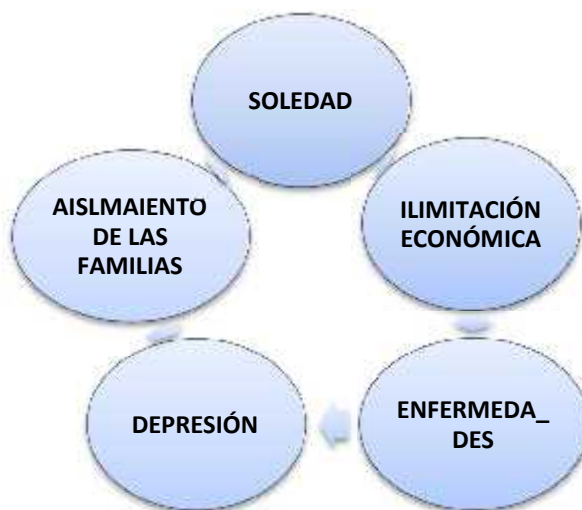 SOLEDAD
ILIMITACIÓN
ECONÓMICA
ENFERMEDA_
DES
DEPRESIÓN
AISLMAIENTO
DE LAS
FAMILIAS